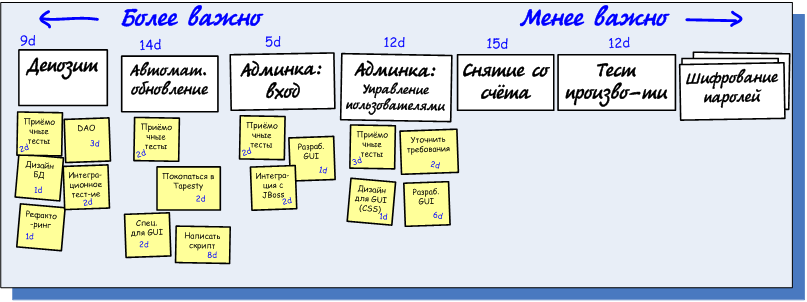 Более важно
Менее важно
9d
14d
5d
12d
15d
12d
Депозит
Автомат.
обновление
Админка:
вход
Админка:
Управление
пользователями
Снятие со
счёта
Тест
произво-ти
Шифрование
паролей
Приёмо
чные
тесты
2d
DAO
3d
Дизайн
БД
1d
Интегра-
ционное
тест-ие
2d
Рефакто
-ринг
1d
Приёмо
чные
тесты
2d
Покопаться в
Tapesty
2d
Спец.
для GUI
2d
Написать
скрипт
8d
Приёмо
чные
тесты
2d
Разраб.
GUI
1d
Интегра-
ция с
JBoss
2d
Приёмо
чные
тесты
3d
Уточнить
требования
2d
Дизайн
для GUI
(CSS)
1d
Разраб.
GUI
6d